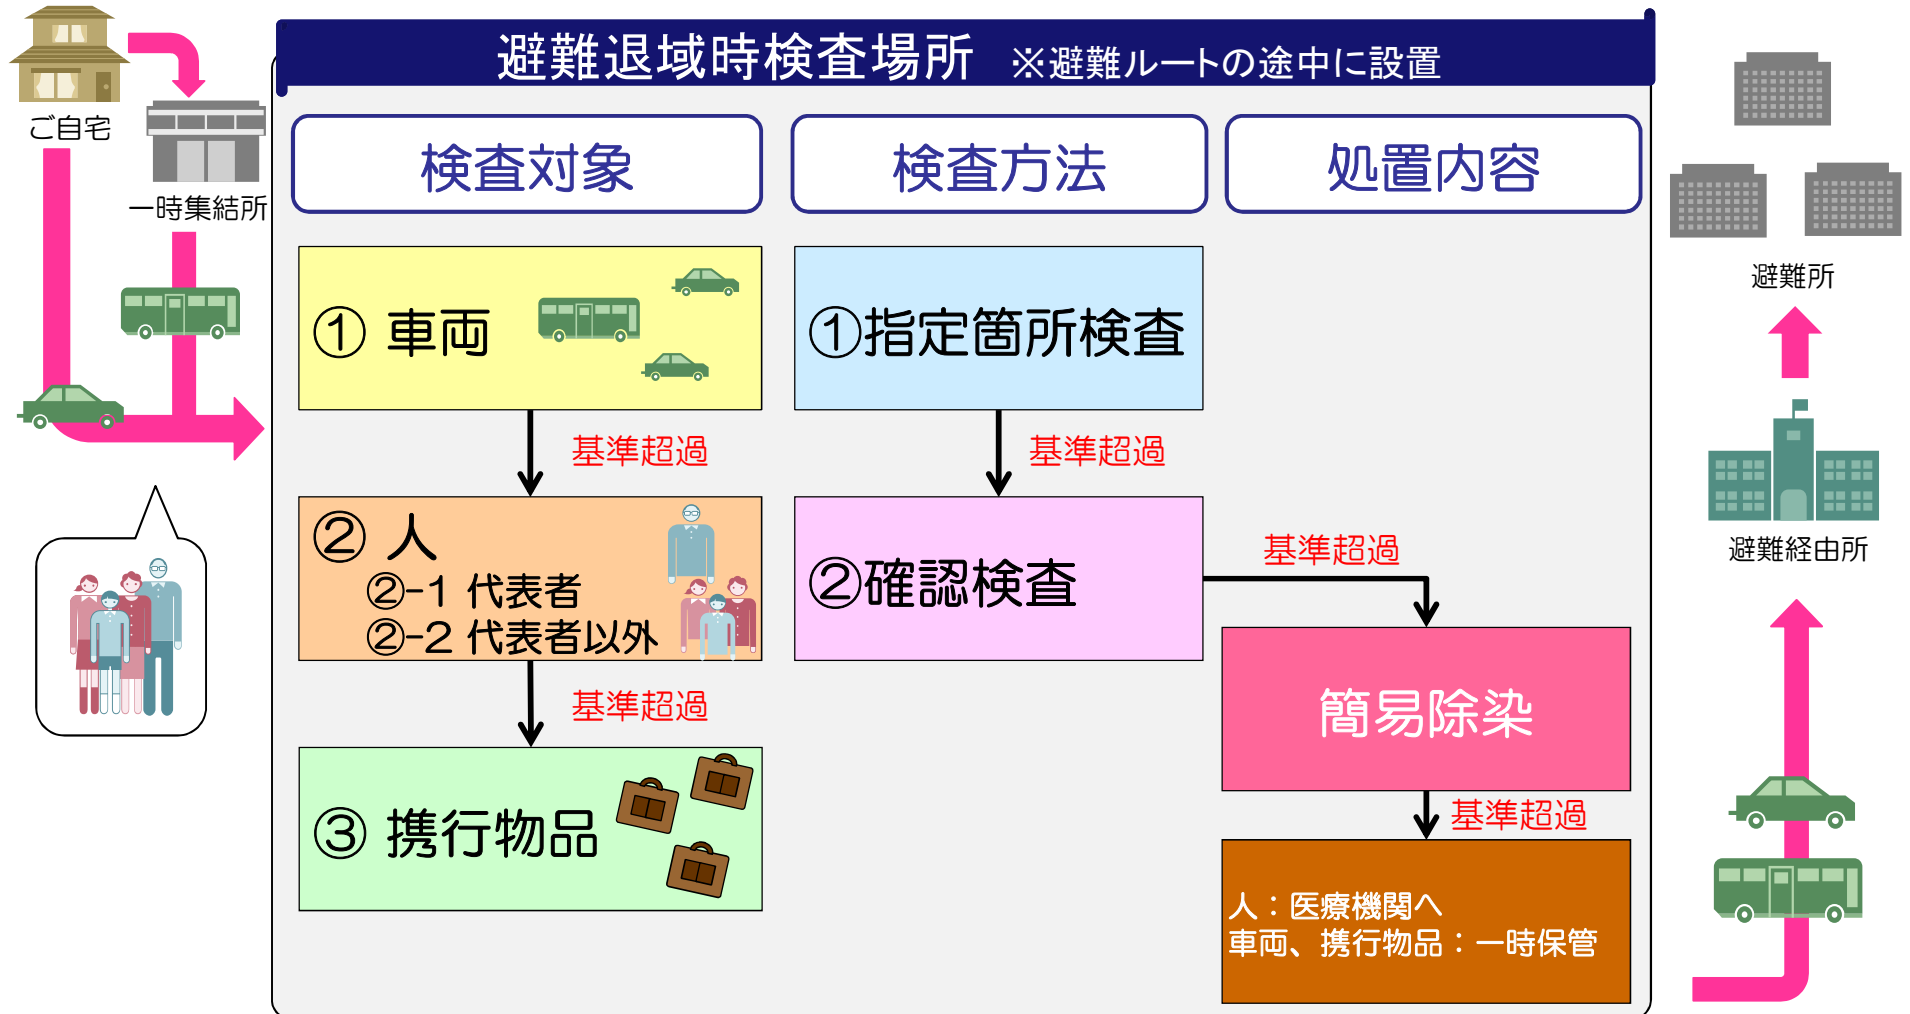 避難退域時検査場所 ※避難ルートの途中に設置
ご自宅
一時集結所
検査対象
検査方法
処置内容
① 車両
基準超過
② 人
②-1 代表者
②-2 代表者以外
基準超過
③ 携行物品
①指定箇所検査
基準超過
②確認検査
基準超過
簡易除染
基準超過
人：医療機関へ
車両、携行物品：一時保管
避難所
避難経由所